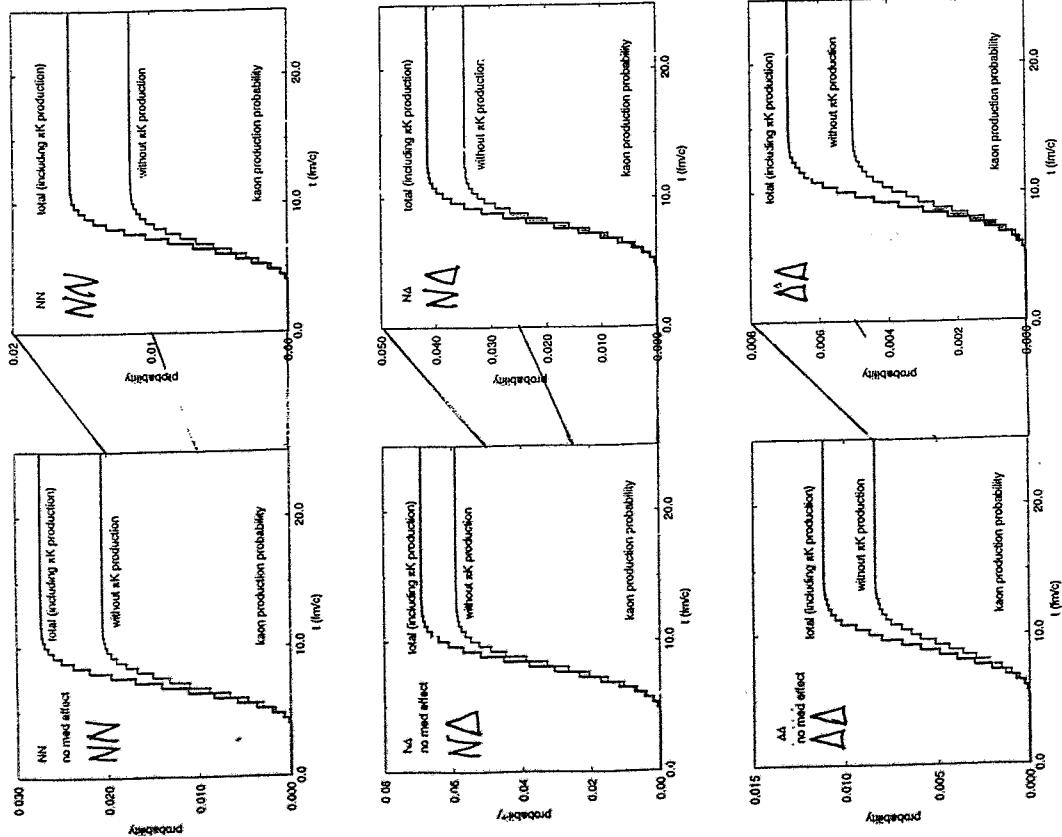 0.030
0.020
0.010
0.000
probability
NN
no med effect
NN
total (including πK production)
without πK production
kaon production probability
0.0
10.0
20.0
t (fm/c)
0.02
0.01
0.00
probability
NN
NN
total (including πK production)
without πK production
kaon production probability
0.0
10.0
20.0
t (fm/c)
0.08
0.06
0.04
0.02
0.00
probability
NΔ
no med effect
NΔ
total (including πK production)
without πK production
kaon production probability
0.0
10.0
20.0
t (fm/c)
0.050
0.040
0.030
0.020
0.010
0.000
probability
NΔ
NΔ
total (including πK production)
without πK production
kaon production probability
0.0
10.0
20.0
t (fm/c)
0.015
0.010
0.005
0.000
probability
ΔΔ
no med effect
ΔΔ
total (including πK production)
without πK production
kaon production probability
0.0
10.0
20.0
t (fm/c)
0.008
0.006
0.004
0.002
0.000
probability
ΔΔ
total (including πK production)
without πK production
kaon production probability
0.0
10.0
20.0
t (fm/c)